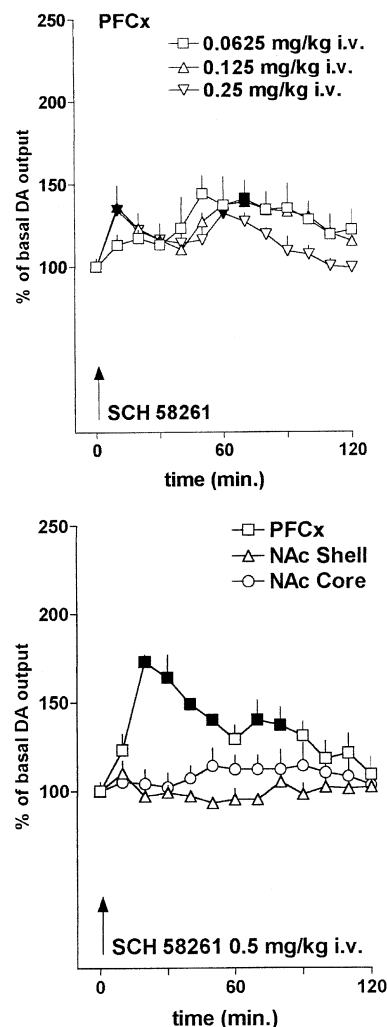 PFCx
0.0625 mg/kg i.v.
0.125 mg/kg i.v.
0.25 mg/kg i.v.
250
200
150
100
% of basal DA output
SCH 58261
0
60
120
time (min.)
250
200
150
100
% of basal DA output
PFCx
NAc Shell
NAc Core
SCH 58261 0.5 mg/kg i.v.
0
60
120
time (min.)